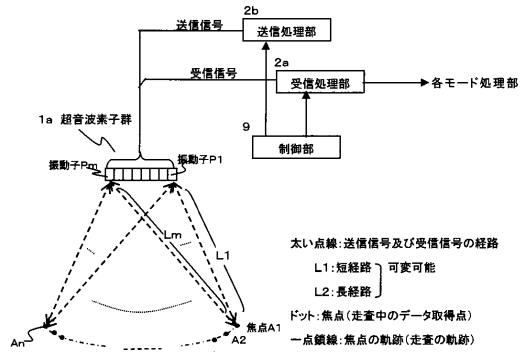 2b
送信信号
送信処理部
2a
受信信号
受信処理部
各モード処理部
1a 超音波素子群
9
制御部
振動子Pm
振動子P1
Lm
L1
太い点線:送信信号及び受信信号の経路
L1:短経路
可変可能
L2:長経路
焦点A1
ドット:焦点(走査中のデータ取得点)
An
A2
一点鎖線:焦点の軌跡(走査の軌跡)